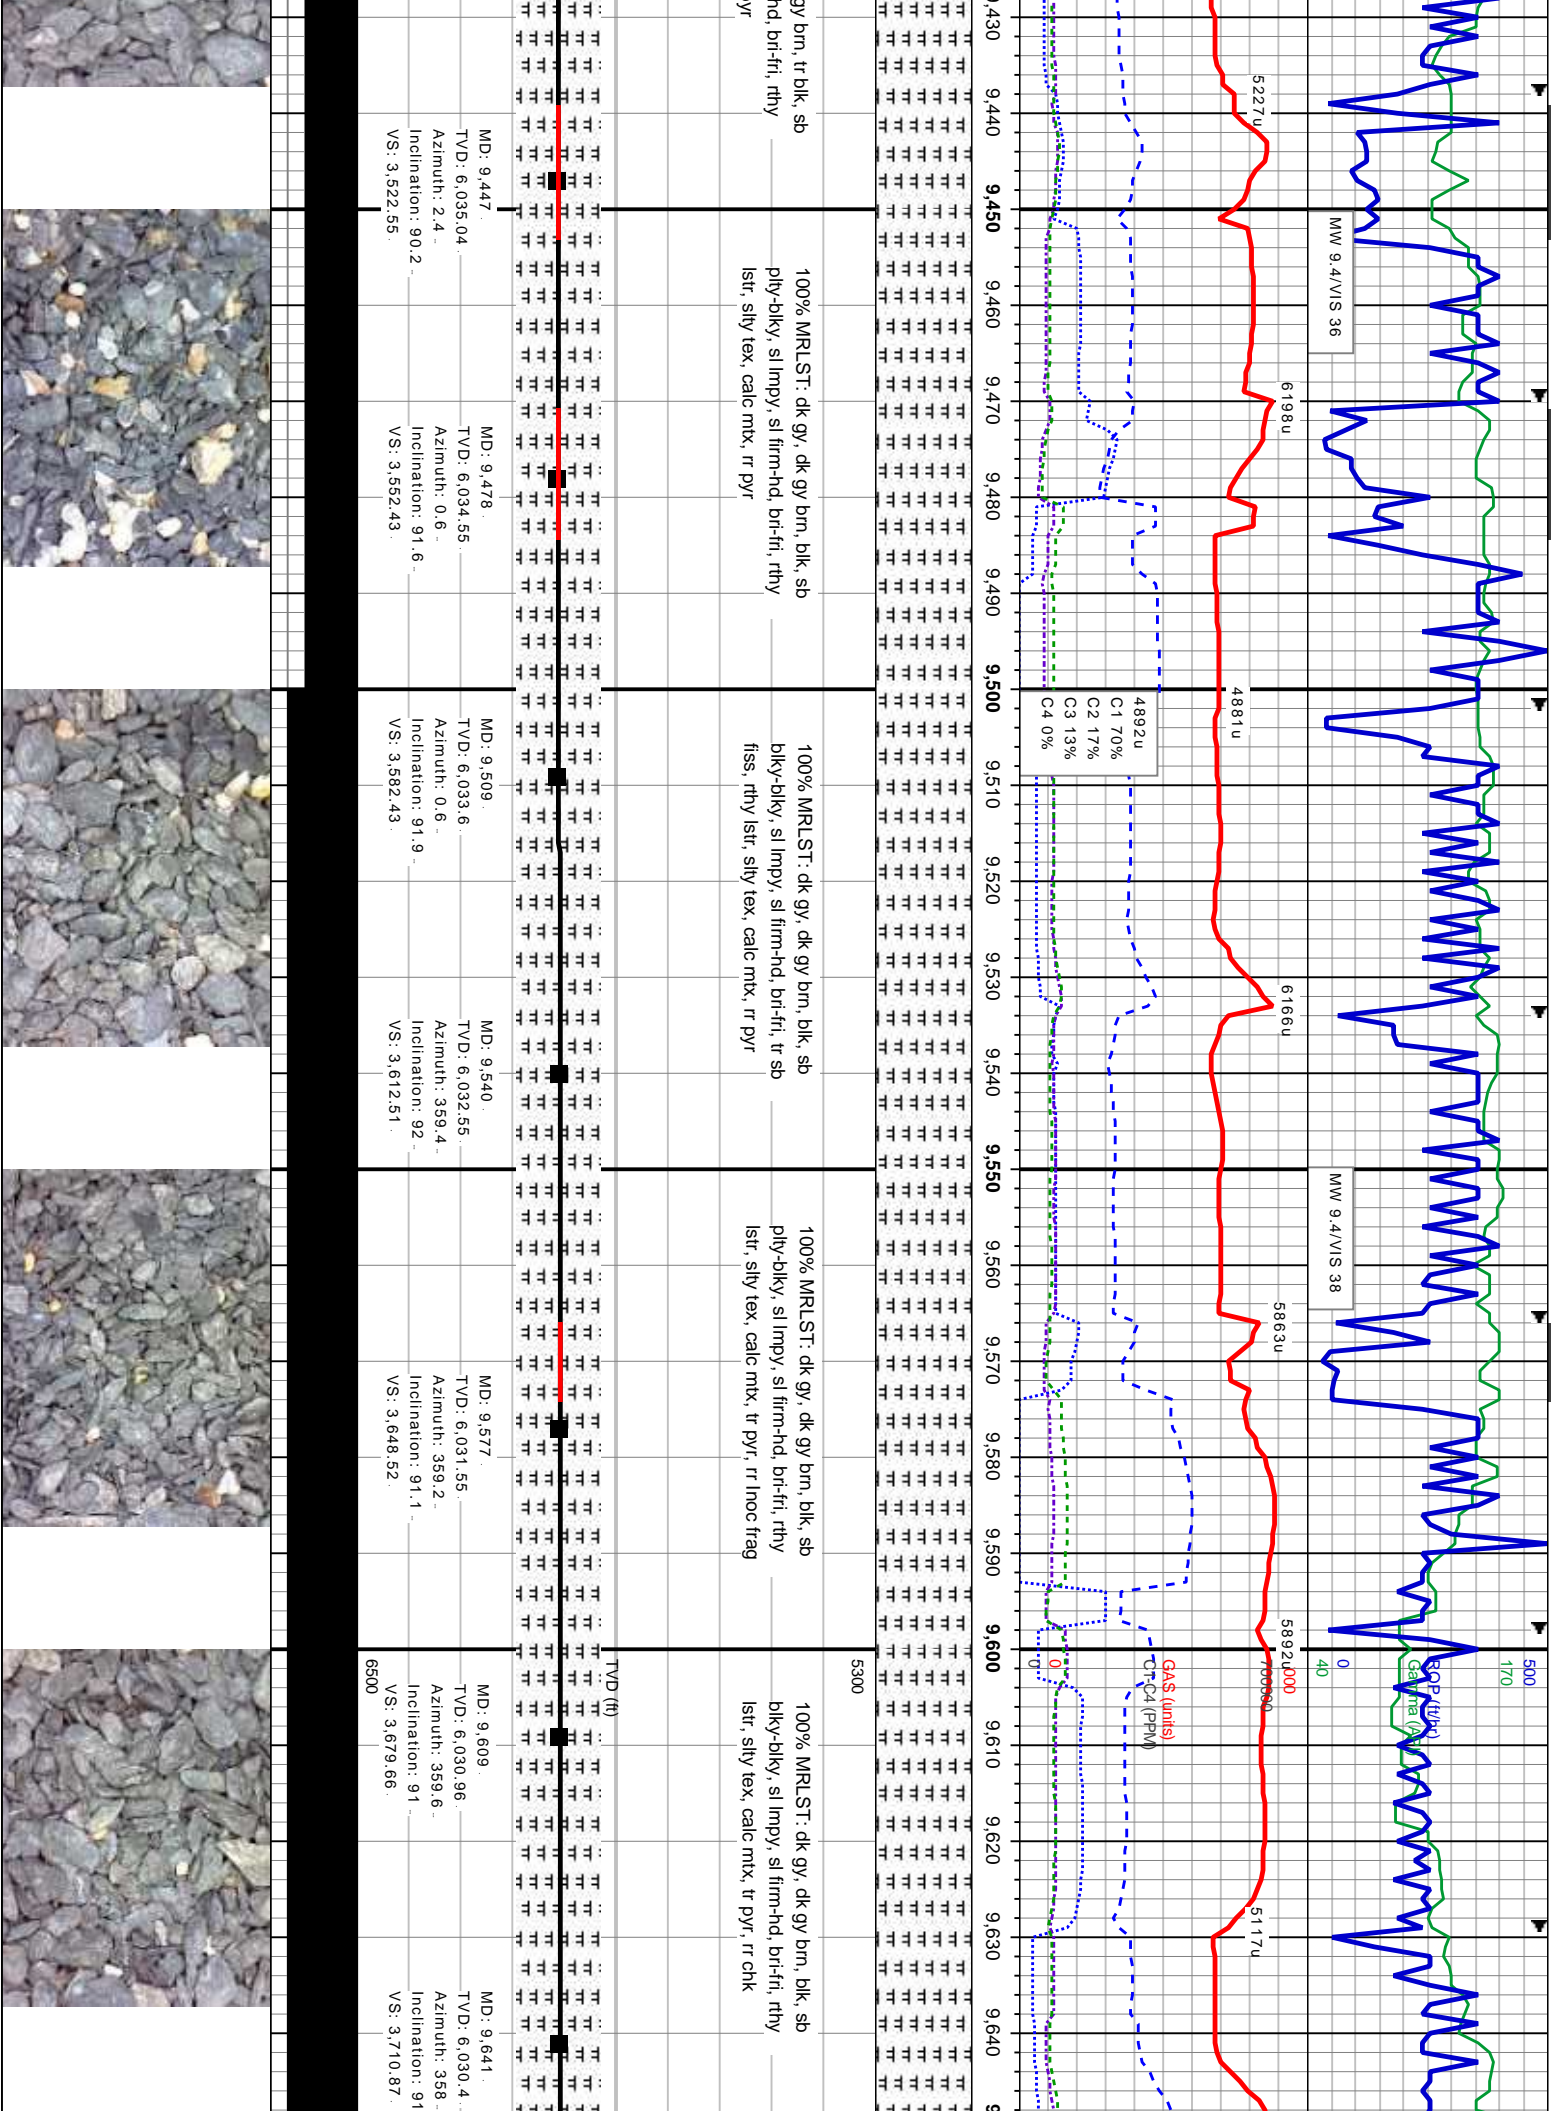 gy brn, tr blk, sb
hd, bri-fri, rthy
pyr
100% MRLST: dk gy, dk gy brn, blk, sb
plty-blky, sl lmpy, sl firm-hd, bri-fri, rthy
lstr, slty tex, calc mtx, rr pyr
100% MRLST: dk gy, dk gy brn, blk, sb
blky-blky, sl lmpy, sl firm-hd, bri-fri, tr sb
fiss, rthy lstr, slty tex, calc mtx, rr pyr
100% MRLST: dk gy, dk gy brn, blk, sb
plty-blky, sl lmpy, sl firm-hd, bri-fri, rthy
lstr, slty tex, calc mtx, tr pyr, rr Inoc frag
100% MRLST: dk gy, dk gy brn, blk, sb
blky-blky, sl lmpy, sl firm-hd, bri-fri, rthy
lstr, slty tex, calc mtx, tr pyr, rr chk
MD: 9,447
TVD: 6,035.04
Azimuth: 2.4
Inclination: 90.2
VS: 3,522.55
MD: 9,478
TVD: 6,034.55
Azimuth: 0.6
Inclination: 91.6
VS: 3,552.43
MD: 9,509
TVD: 6,033.6
Azimuth: 0.6
Inclination: 91.9
VS: 3,582.43
MD: 9,540
TVD: 6,032.55
Azimuth: 359.4
Inclination: 92
VS: 3,612.51
MD: 9,577
TVD: 6,031.55
Azimuth: 359.2
Inclination: 91.1
VS: 3,648.52
MD: 9,609
TVD: 6,030.96
Azimuth: 359.6
Inclination: 91
VS: 3,679.66
MD: 9,641
TVD: 6,030.4
Azimuth: 358
Inclination: 91
VS: 3,710.87
5300
TVD (ft)
6500
9,430
9,440
9,450
9,460
9,470
9,480
9,490
9,500
9,510
9,520
9,530
9,540
9,550
9,560
9,570
9,580
9,590
9,600
9,610
9,620
9,630
9,640
5227u
6198u
4881u
6166u
5863u
5892u
5117u
4892u
C1 70%
C2 17%
C3 13%
C4 0%
MW 9.4/VIS 36
MW 9.4/VIS 38
0
500
ROP (ft/hr)
40
170
0
GAS (units)
0
C1-C4 (PPM)